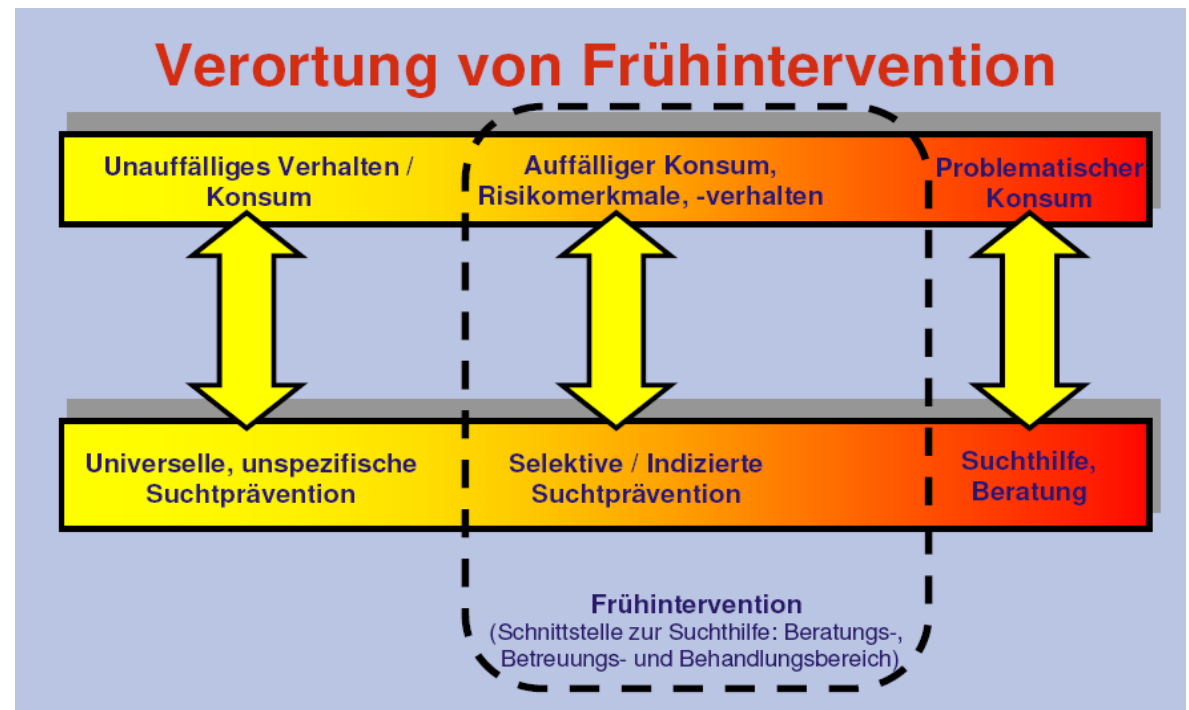 Verortung von Frühintervention
Unauffälliges Verhalten /
Konsum
Auffälliger Konsum,
Risikomerkmale, -verhalten
Problematischer
Konsum
Universelle, unspezifische
Suchtprävention
Selektive / Indizierte
Suchtprävention
Suchthilfe,
Beratung
Frühintervention
(Schnittstelle zur Suchthilfe: Beratungs-,
Betreuungs- und Behandlungsbereich)